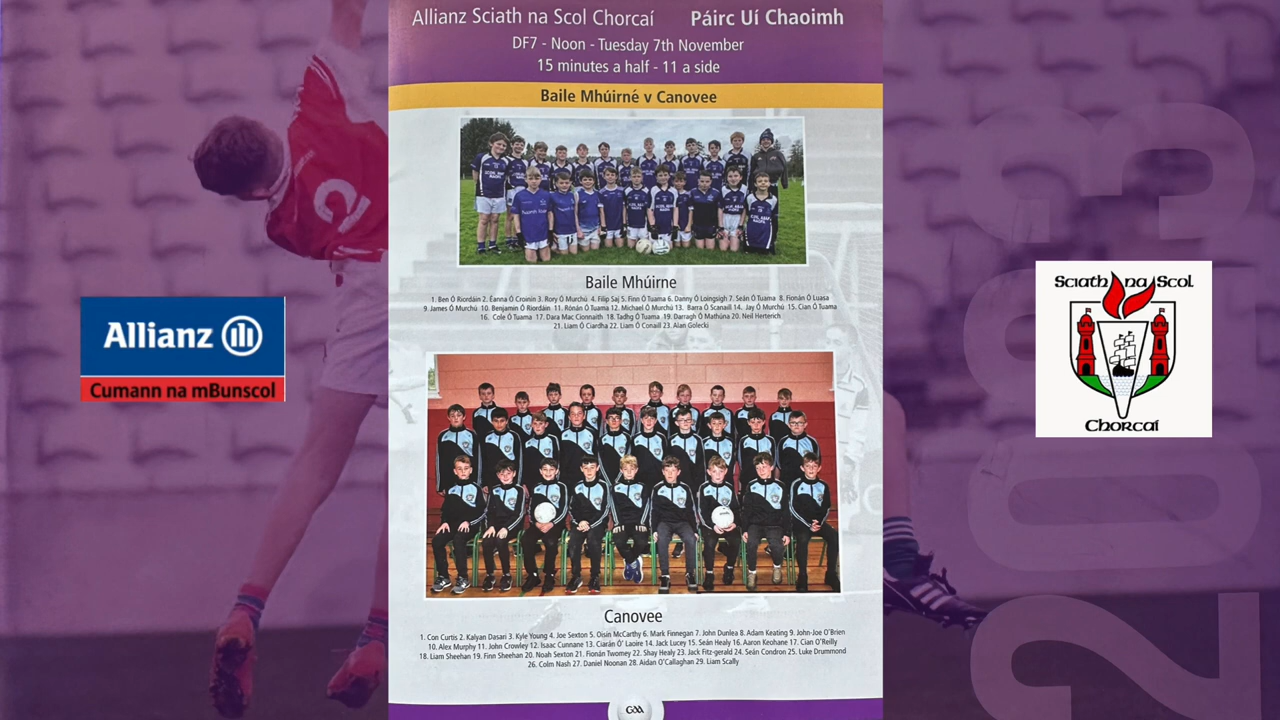 Allianz Sciath na Scol Chorcaí Páirc Uí Chaoimh
DF7 - Noon - Tuesday 7th November
15 minutes a half - 11 a side
Baile Mhúirné v Canovee
Baile Mhúirne
1. Ben Ó Riordáin 2. Éanna Ó Croinín 3. Rory Ó Murchú 4. Filip Saj 5. Finn Ó Tuama 6. Danny Ó Loingsigh 7. Seán Ó Tuama 8. Fionán Ó Luasa
9. James Ó Murchú 10. Benjamin Ó Riordáin 11. Rónán Ó Tuama 12. Michael Ó Murchú 13. Barra Ó Scanaill 14. Jay Ó Murchú 15. Cian Ó Tuama
16. Cole Ó Tuama 17. Dara Mac Cionnaith 18. Tadhg Ó Tuama 19. Darragh Ó Mathúna 20. Neil Herterich
21. Liam Ó Ciardha 22. Liam Ó Conaill 23. Alan Golecki
Canovee
1. Con Curtis 2. Kalyan Dasari 3. Kyle Young 4. Joe Sexton 5. Oisín McCarthy 6. Mark Finnegan 7. John Dunlea 8. Adam Keating 9. John-Joe O'Brien
10. Alex Murphy 11. John Crowley 12. Isaac Cunnane 13. Ciarán Ó' Laoire 14. Jack Lucey 15. Seán Healy 16. Aaron Keohane 17. Cian O'Reilly
18. Liam Sheehan 19. Finn Sheehan 20. Noah Sexton 21. Fionán Twomey 22. Shay Healy 23. Jack Fitz-gerald 24. Seán Condron 25. Luke Drummond
26. Colm Nash 27. Daniel Noonan 28. Aidan O'Callaghan 29. Liam Scally
GAA
Allianz
Cumann na mBunscol
Sciath na Scol
Chorcaí
2
2023